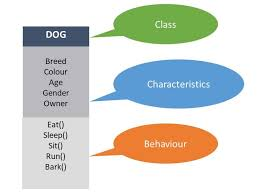 DOG
Class
Breed
Colour
Age
Gender
Owner
Characteristics
Eat()
Sleep()
Sit()
Run()
Bark()
Behaviour